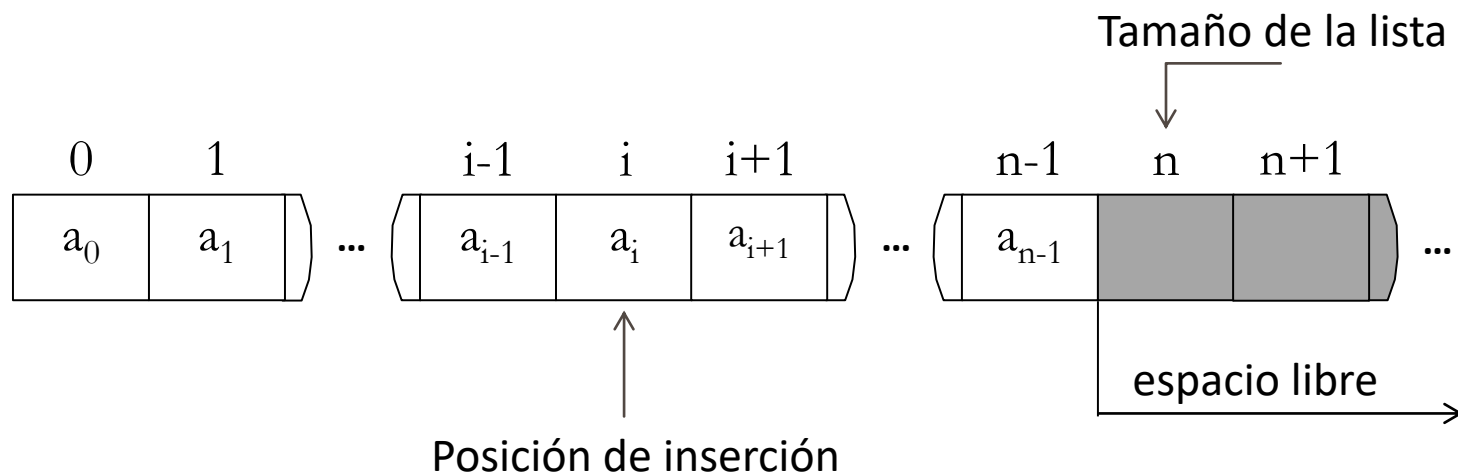 Tamaño de la lista
0 1 i-1 i i+1 n-1 n n+1
a₀ a₁ ... aᵢ₋₁ aᵢ aᵢ₊₁ ... aₙ₋₁ ...
espacio libre
Posición de inserción